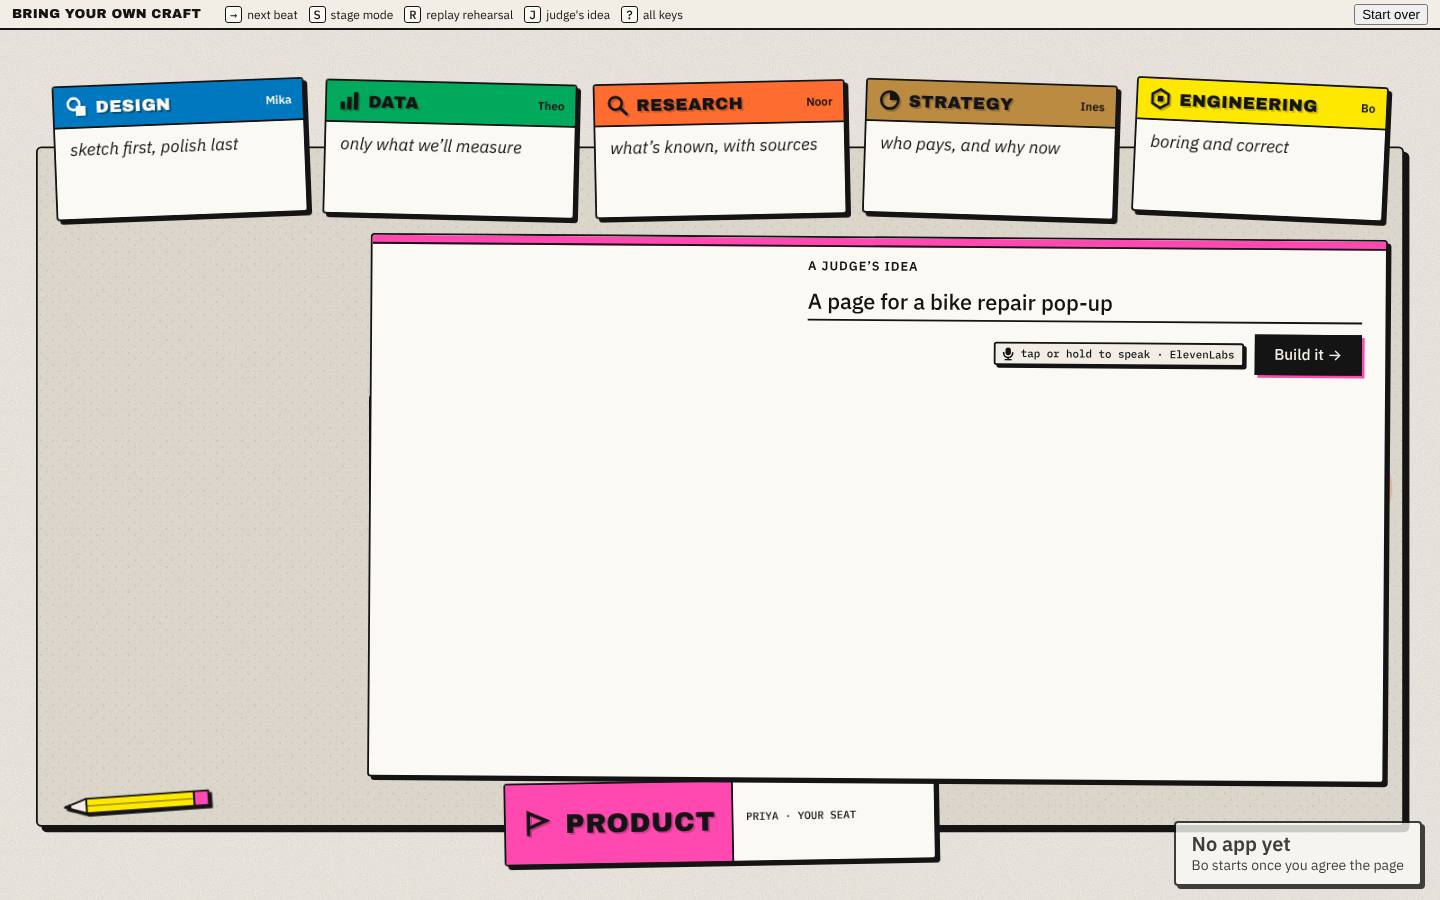 BRING YOUR OWN CRAFT
→ next beat S stage mode R replay rehearsal J judge's idea ? all keys
Start over
DESIGN Mika
sketch first, polish last
DATA Theo
only what we’ll measure
RESEARCH Noor
what’s known, with sources
STRATEGY Ines
who pays, and why now
ENGINEERING Bo
boring and correct
A JUDGE’S IDEA
A page for a bike repair pop-up
tap or hold to speak · ElevenLabs
Build it →
PRODUCT
PRIYA · YOUR SEAT
No app yet
Bo starts once you agree the page